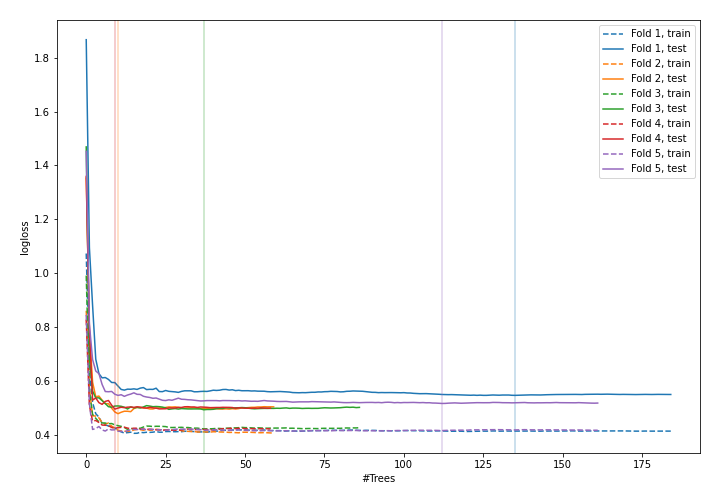 1.8
1.6
1.4
1.2
1.0
0.8
0.6
0.4
logloss
0 25 50 75 100 125 150 175
#Trees
Fold 1, train
Fold 1, test
Fold 2, train
Fold 2, test
Fold 3, train
Fold 3, test
Fold 4, train
Fold 4, test
Fold 5, train
Fold 5, test